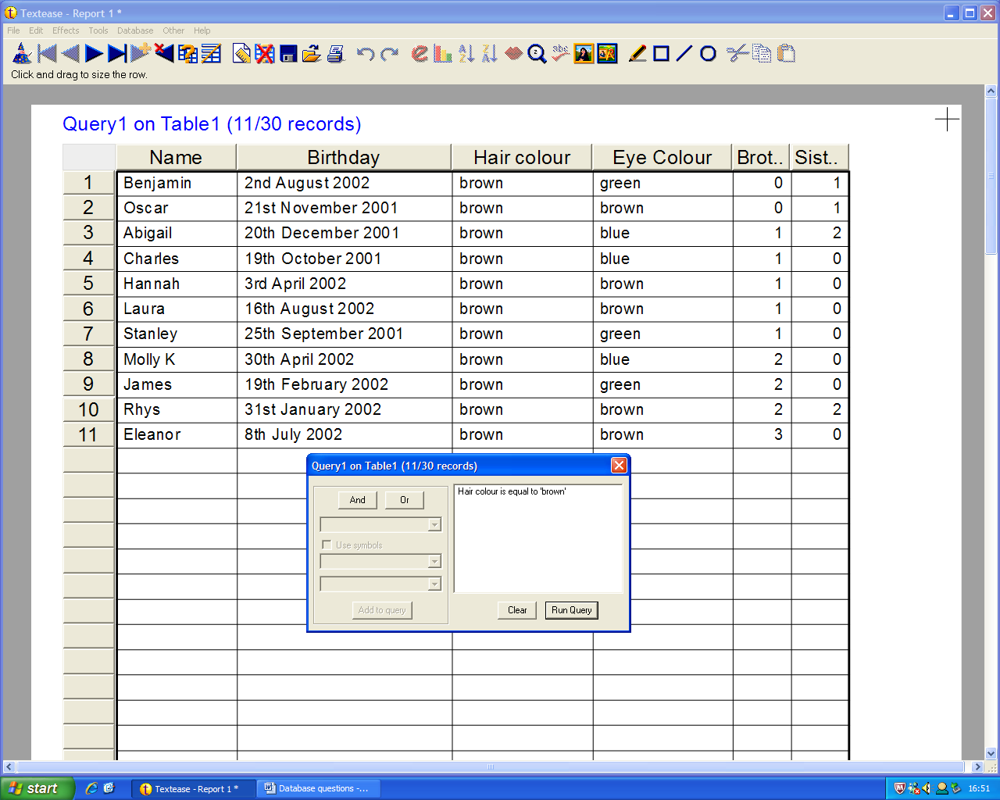 Textease - Report 1 *
File Edit Effects Tools Database Other Help
Click and drag to size the row.
Query1 on Table1 (11/30 records)
Name Birthday Hair colour Eye Colour Brot.. Sist..
1 Benjamin 2nd August 2002 brown green 0 1
2 Oscar 21st November 2001 brown brown 0 1
3 Abigail 20th December 2001 brown blue 1 2
4 Charles 19th October 2001 brown blue 1 0
5 Hannah 3rd April 2002 brown brown 1 0
6 Laura 16th August 2002 brown brown 1 0
7 Stanley 25th September 2001 brown green 1 0
8 Molly K 30th April 2002 brown blue 2 0
9 James 19th February 2002 brown green 2 0
10 Rhys 31st January 2002 brown brown 2 2
11 Eleanor 8th July 2002 brown brown 3 0
Query1 on Table1 (11/30 records)
And Or
Hair colour is equal to 'brown'
Use symbols
Add to query
Clear Run Query
start Textease - Report 1 * Database questions -... 16:51